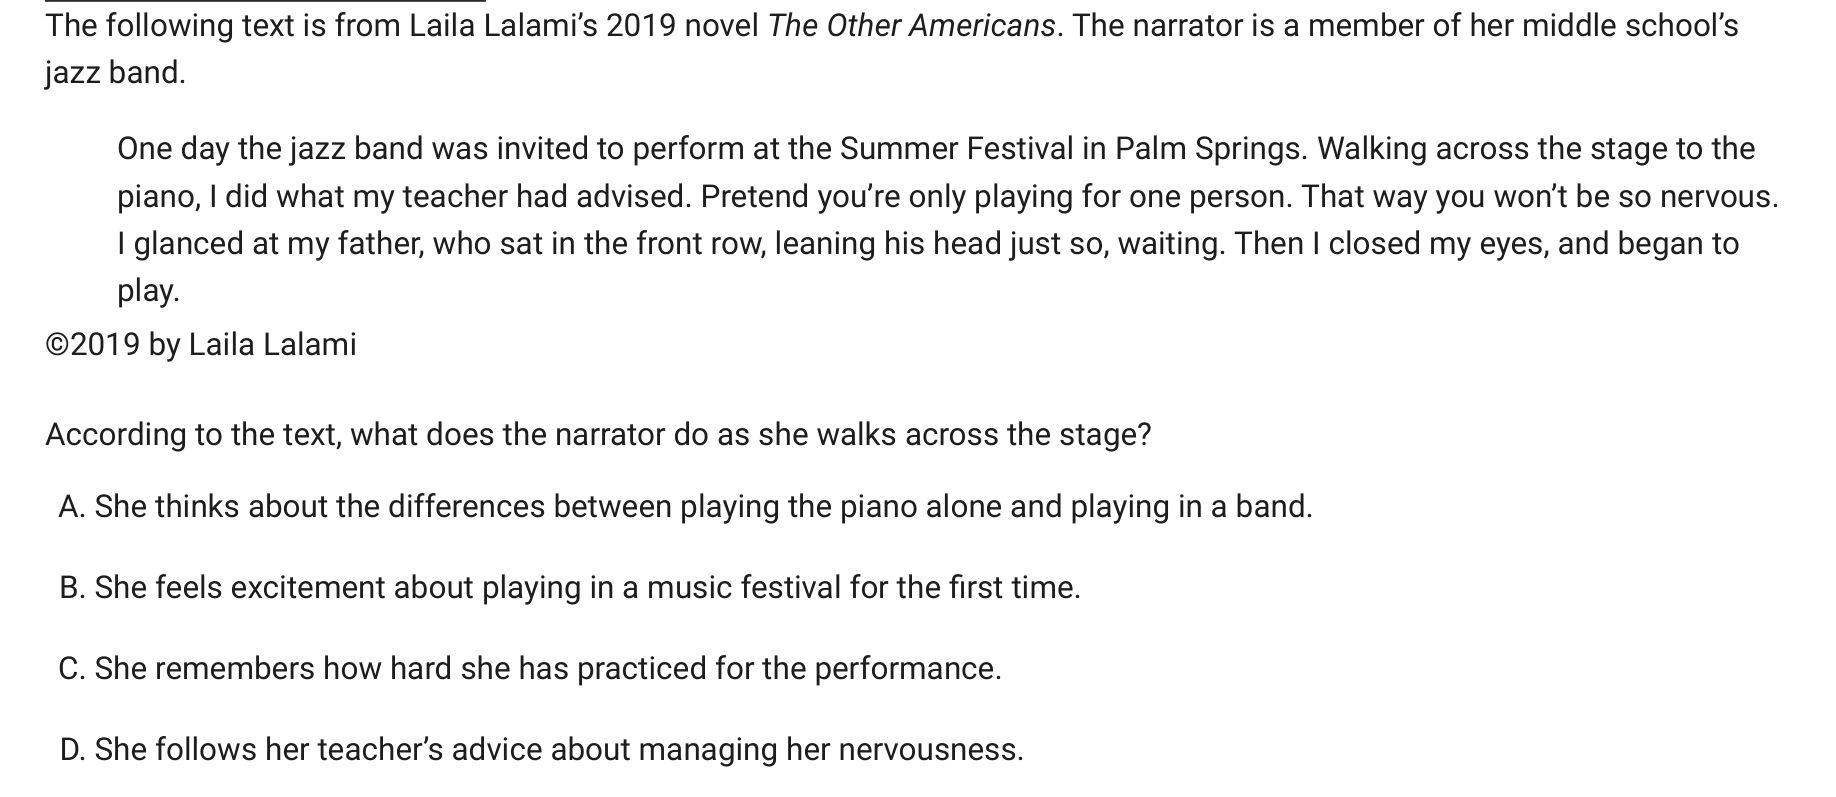 The following text is from Laila Lalami’s 2019 novel The Other Americans. The narrator is a member of her middle school’s
jazz band.
One day the jazz band was invited to perform at the Summer Festival in Palm Springs. Walking across the stage to the
piano, I did what my teacher had advised. Pretend you’re only playing for one person. That way you won’t be so nervous.
I glanced at my father, who sat in the front row, leaning his head just so, waiting. Then I closed my eyes, and began to
play.
©2019 by Laila Lalami
According to the text, what does the narrator do as she walks across the stage?
A. She thinks about the differences between playing the piano alone and playing in a band.
B. She feels excitement about playing in a music festival for the first time.
C. She remembers how hard she has practiced for the performance.
D. She follows her teacher’s advice about managing her nervousness.